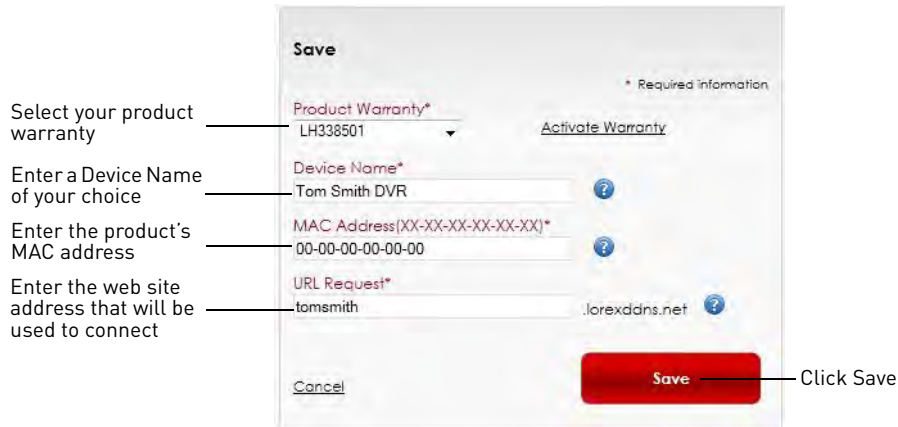 Save
* Required information
Select your product
warranty
Product Warranty*
LH338501
Activate Warranty
Enter a Device Name
of your choice
Device Name*
Tom Smith DVR
?
Enter the product's
MAC address
MAC Address(XX-XX-XX-XX-XX-XX)*
00-00-00-00-00-00
?
Enter the web site
address that will be
used to connect
URL Request*
tomsmith
.lorexddns.net
?
Cancel
Save
Click Save